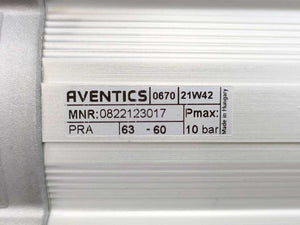 AVENTICS 0670 21W42
MNR:0822123017 Pmax:
PRA 63 - 60 10 bar
Made in Hungary